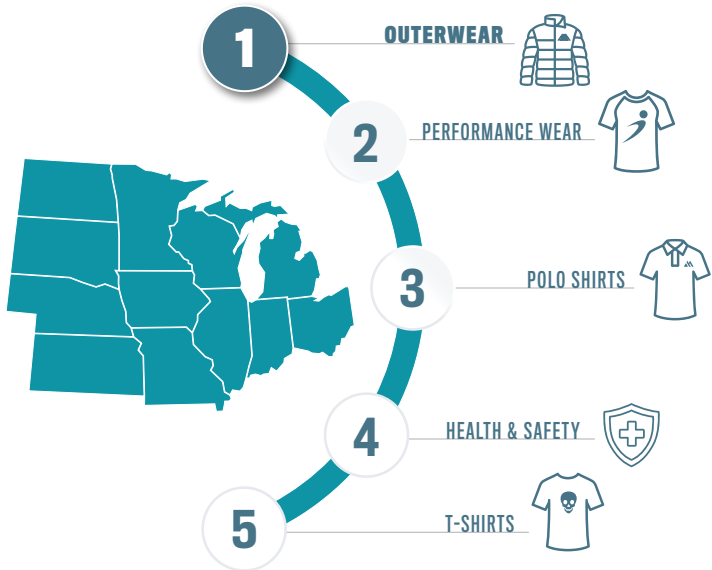 1
OUTERWEAR
2
PERFORMANCE WEAR
3
POLO SHIRTS
4
HEALTH & SAFETY
5
T-SHIRTS